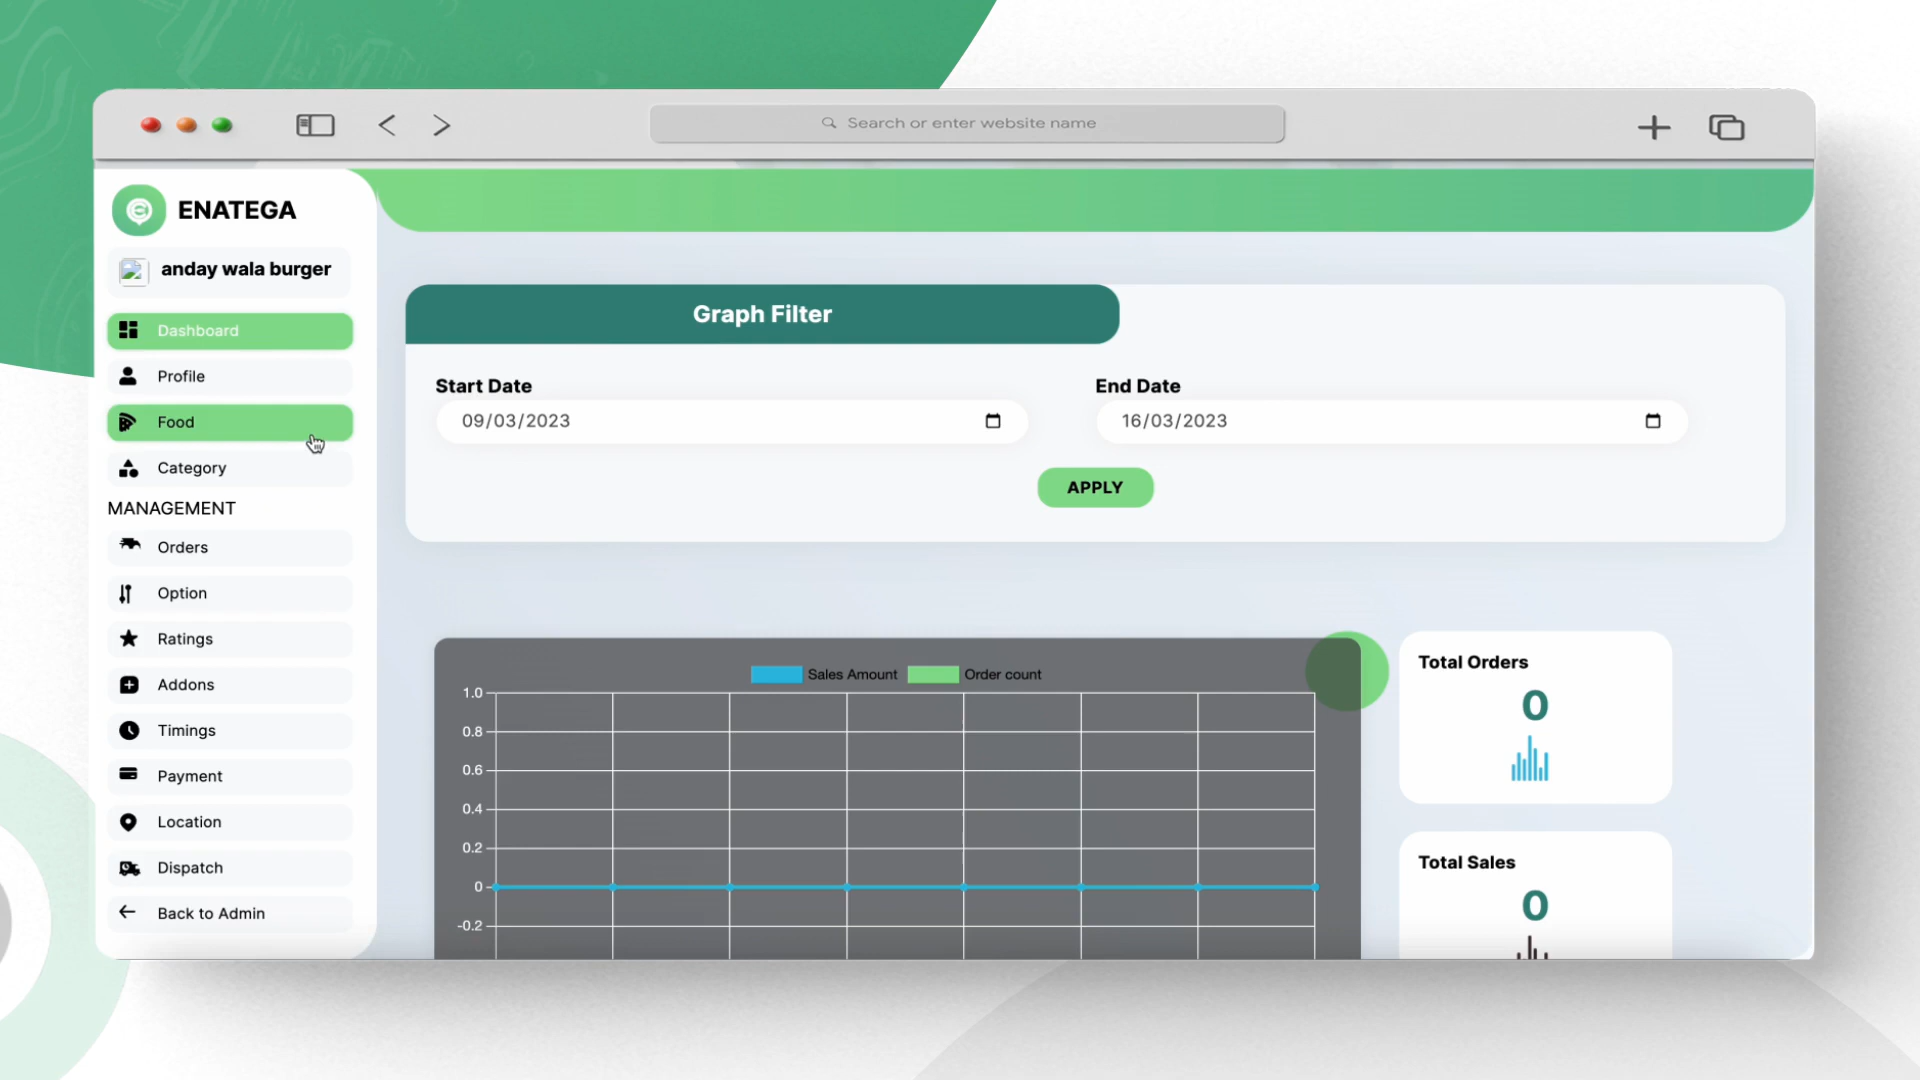 Search or enter website name
ENATEGA
anday wala burger
Dashboard
Profile
Food
Category
MANAGEMENT
Orders
Option
Ratings
Addons
Timings
Payment
Location
Dispatch
Back to Admin
Graph Filter
Start Date
09/03/2023
End Date
16/03/2023
APPLY
Sales Amount
Order count
1.0
0.8
0.6
0.4
0.2
0
-0.2
Total Orders
0
Total Sales
0